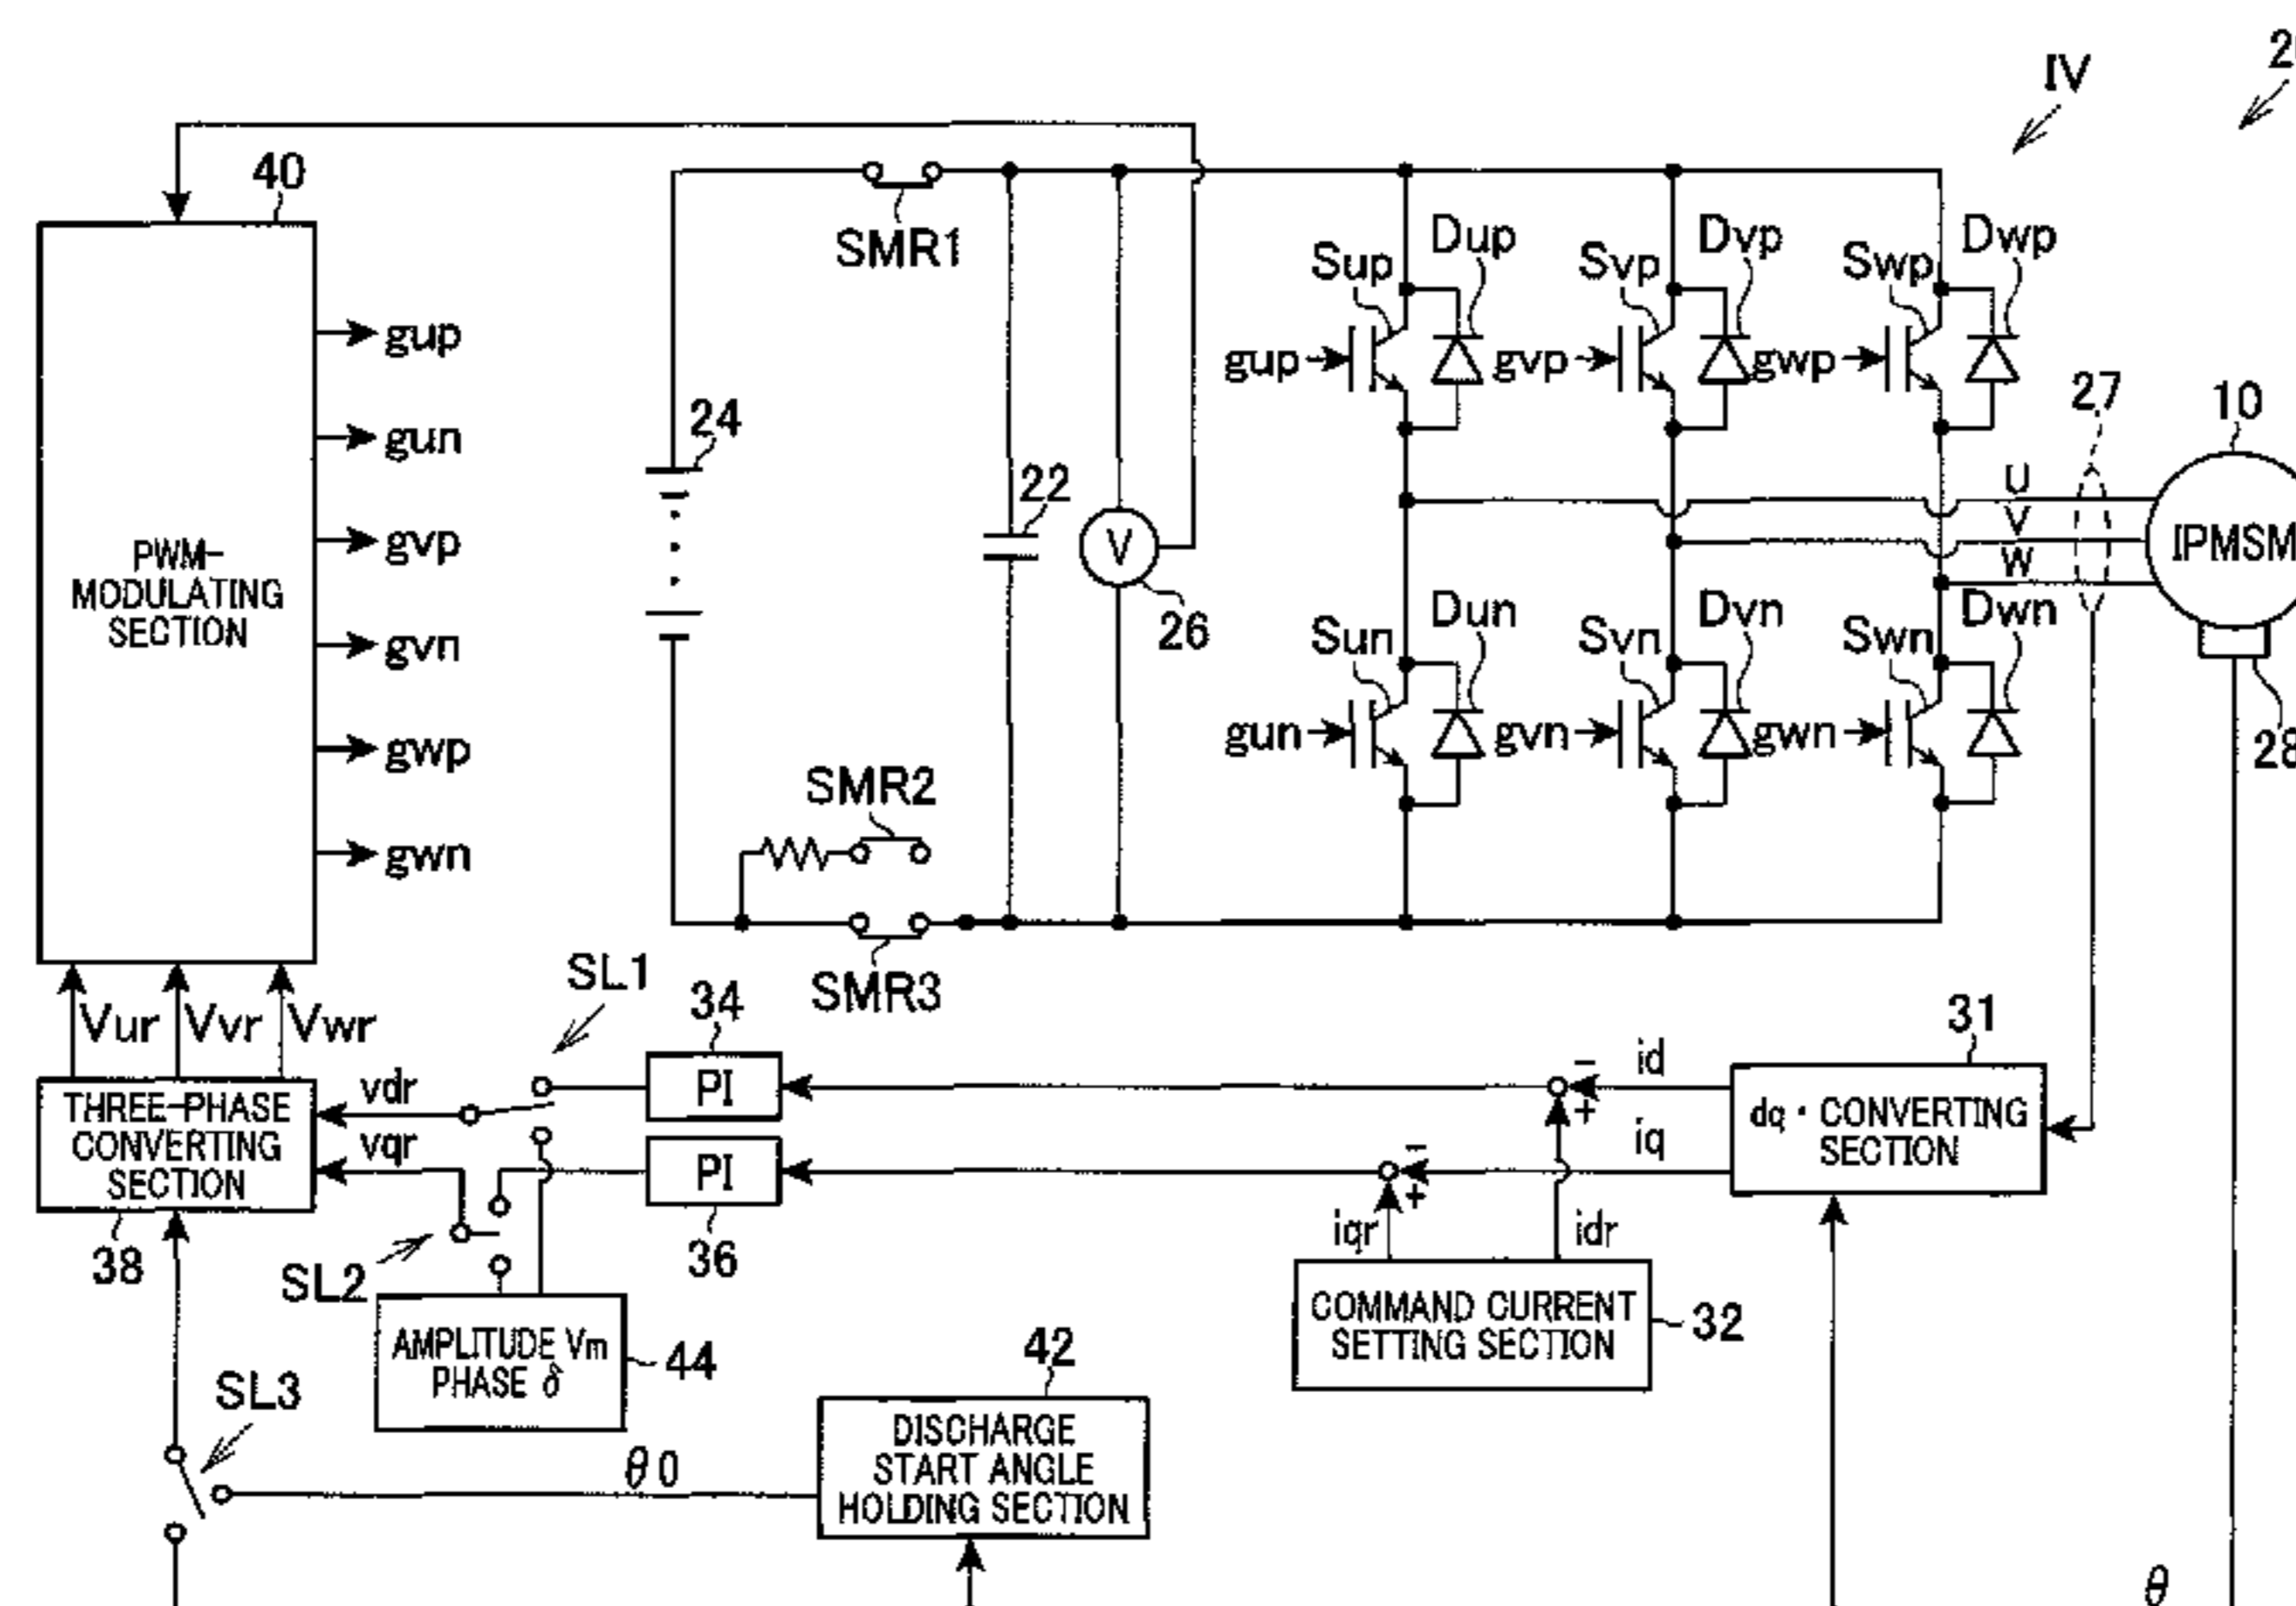 IV
40
SMR1
Dup
Dvp
Dwp
Sup
Svp
Swp
gup
gun
gvp
gvn
gwp
gwn
PWM-
MODULATING
SECTION
24
22
V
26
gup
gvp
gwp
27
10
U
V
W
IPMSM
Dun
Dvn
Dwn
Sun
Svn
Swn
gun
gvn
gwn
SMR2
SMR3
Vur
Vvr
Vwr
SL1
34
PI
id
-
+
31
dq・CONVERTING
SECTION
THREE-PHASE
CONVERTING
SECTION
vdr
vqr
38
SL2
PI
36
iq
-
+
iqr
idr
COMMAND CURRENT
SETTING SECTION
32
AMPLITUDE Vm
PHASE δ
44
SL3
θ0
42
DISCHARGE
START ANGLE
HOLDING SECTION
28
θ